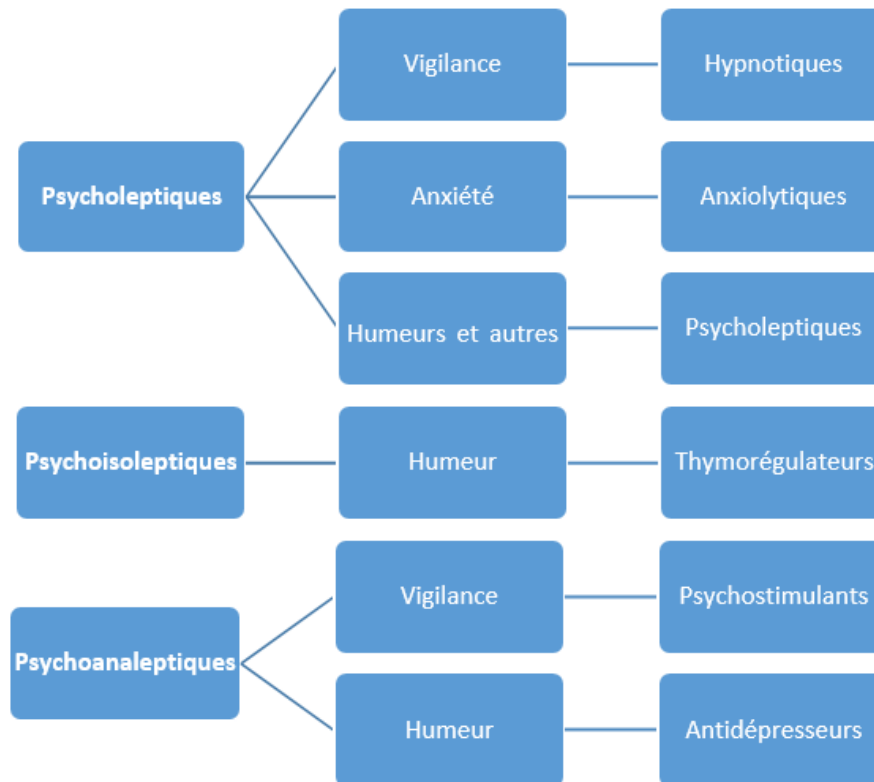 Psycholeptiques
Vigilance
Hypnotiques
Anxiété
Anxiolytiques
Humeurs et autres
Psycholeptiques
Psychoisoleptiques
Humeur
Thymorégulateurs
Psychoanaleptiques
Vigilance
Psychostimulants
Humeur
Antidépresseurs